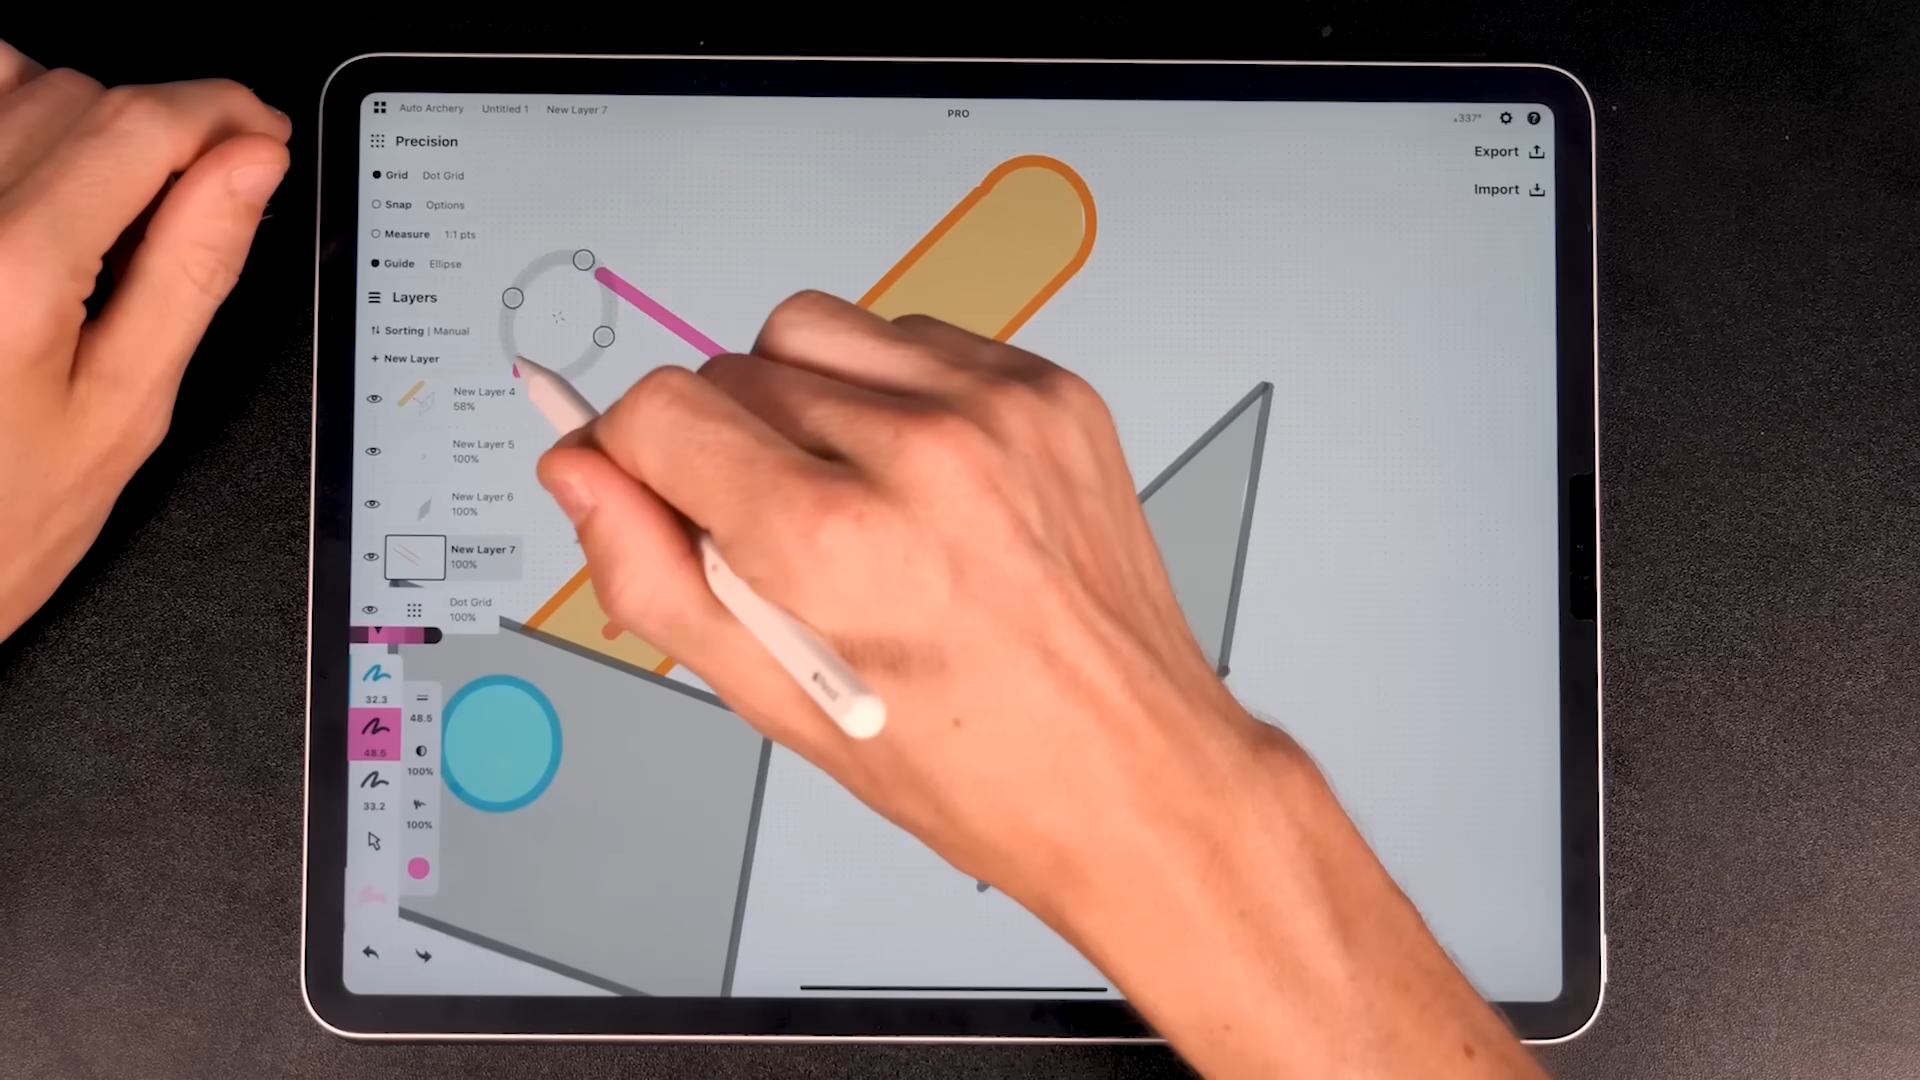 Auto Archery Untitled 1 New Layer 7
PRO
337°
Precision
Export
Import
Grid Dot Grid
Snap Options
Measure 1:1 pts
Guide Ellipse
Layers
Sorting | Manual
+ New Layer
New Layer 4
58%
New Layer 5
100%
New Layer 6
100%
New Layer 7
100%
Dot Grid
100%
32.3
48.5
48.5
100%
33.2
100%